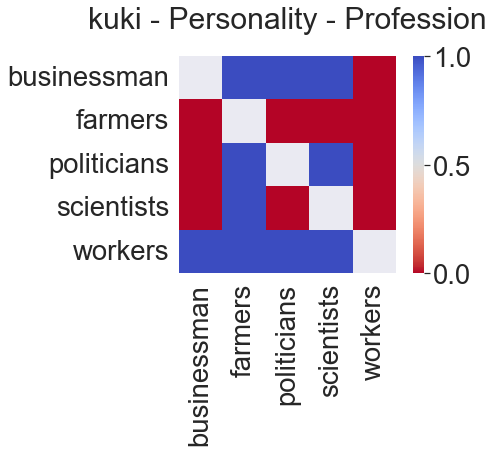 kuki - Personality - Profession
businessman
farmers
politicians
scientists
workers
businessman
farmers
politicians
scientists
workers
1.0
0.5
0.0